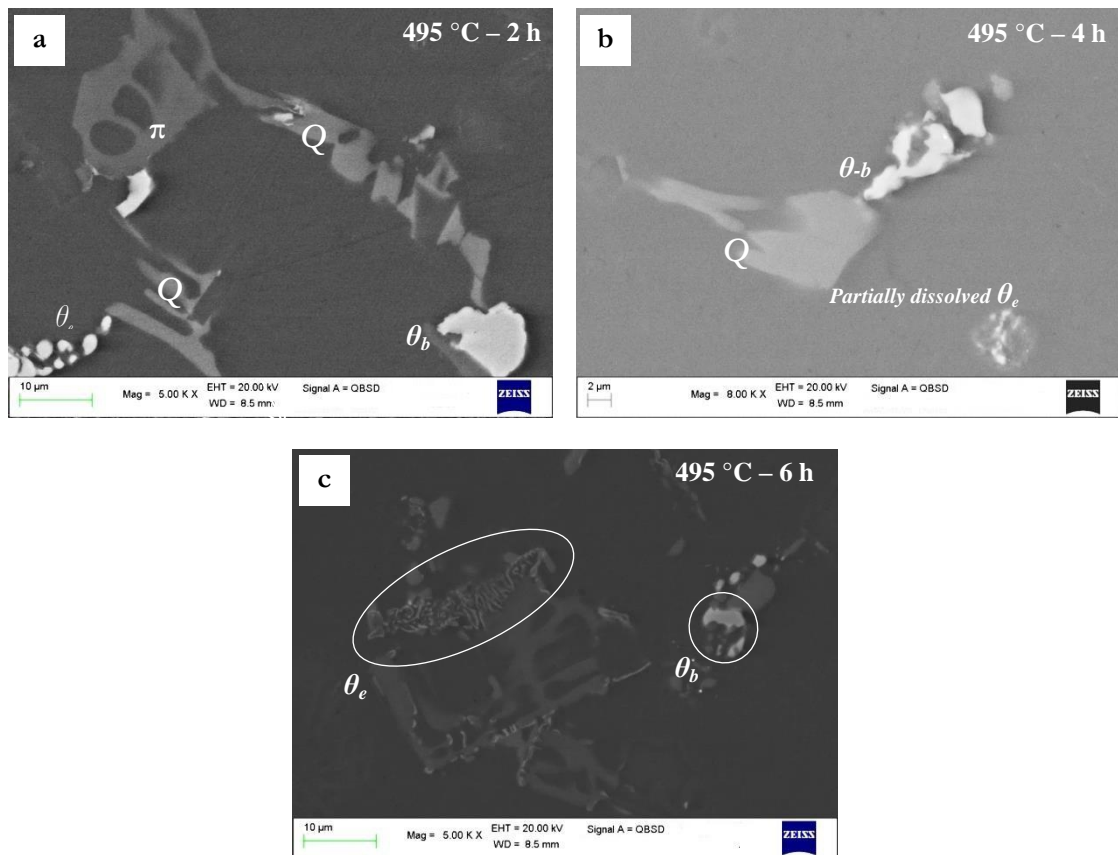 a
495 °C – 2 h
π
Q
Q
θ
θb
10 µm
Mag = 5.00 K X
EHT = 20.00 kV
WD = 8.5 mm
Signal A = QBSD
ZEISS
b
495 °C – 4 h
θ-b
Q
Partially dissolved θe
2 µm
Mag = 8.00 K X
EHT = 20.00 kV
WD = 8.5 mm
Signal A = QBSD
ZEISS
c
495 °C – 6 h
θe
θb
10 µm
Mag = 5.00 K X
EHT = 20.00 kV
WD = 8.5 mm
Signal A = QBSD
ZEISS